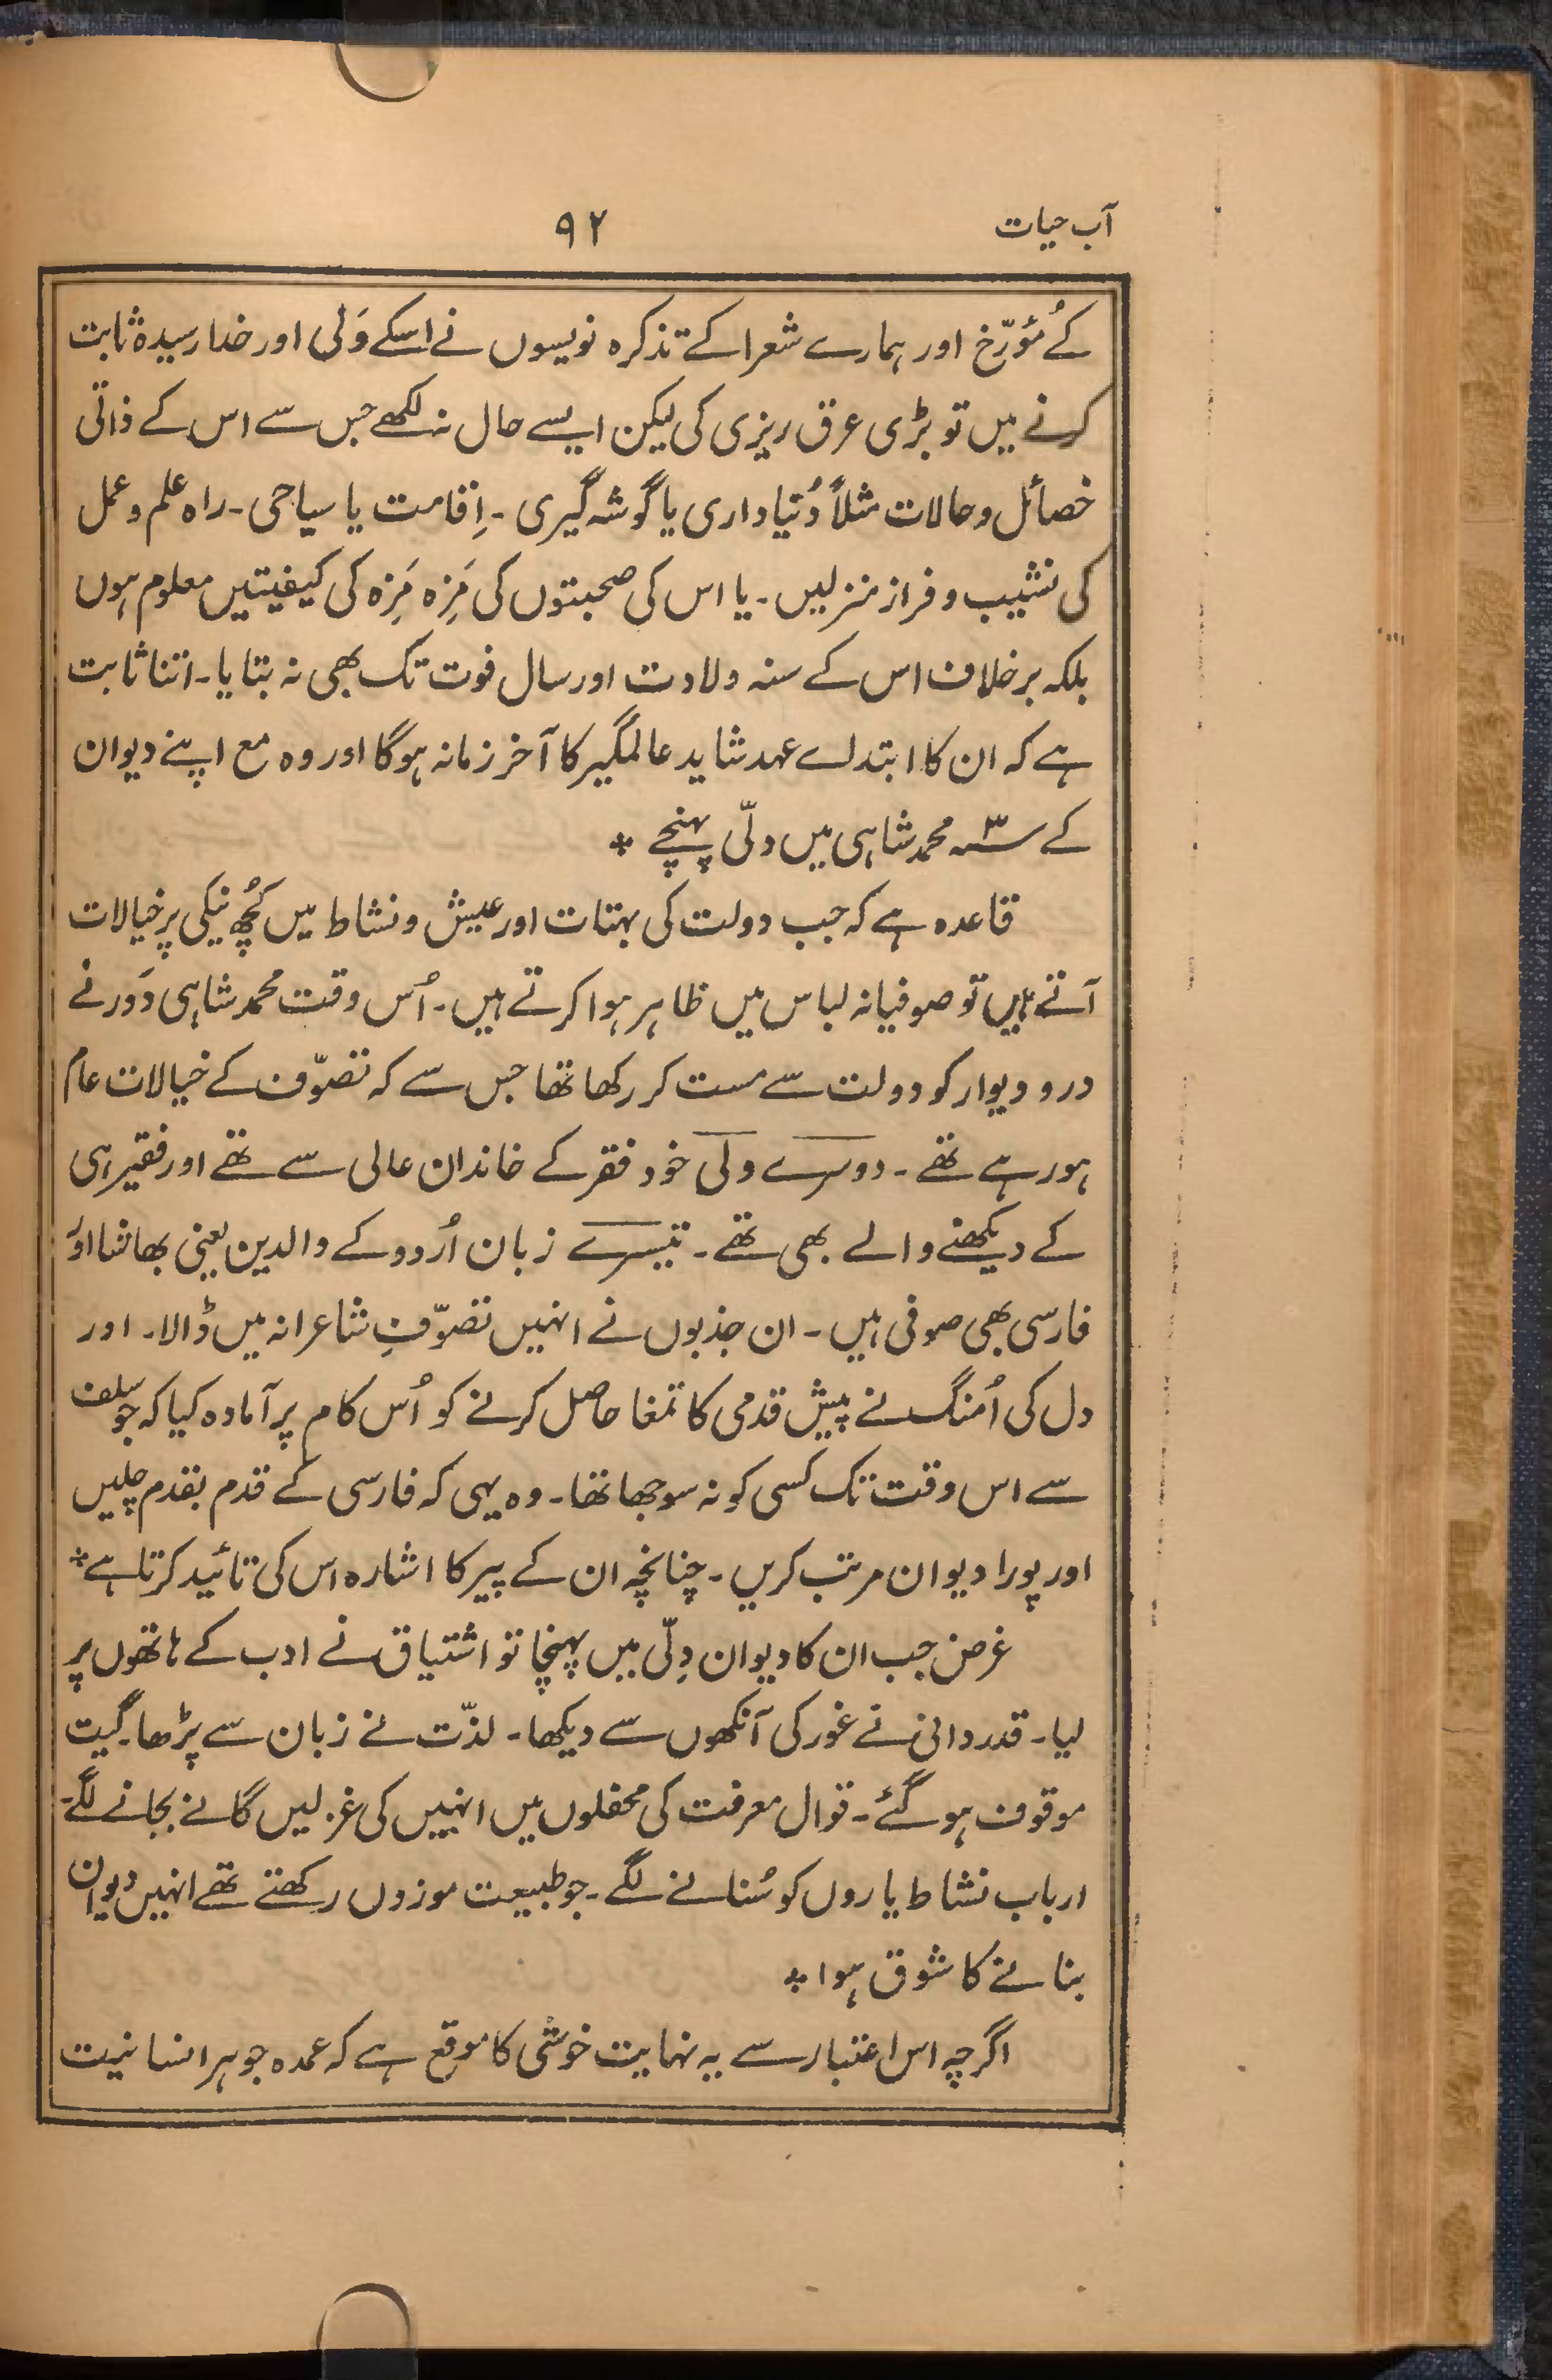 آب حیات
۹۲
کے مُؤرّخ اور ہمارے شعرا کے تذکرہ نویسوں نے اسکے وَلی اور خدا رسیدہ ثابت
کرنے میں تو بڑی عرق ریزی کی لیکن ایسے حال نہ لکھے جس سے اس کے ذاتی
خصائل و حالات مثلاً دُنیا داری یا گوشہ گیری - اِقامت یا سیاحی - راہ علم و عمل
کی نشیب و فراز منزلیں - یا اس کی صحبتوں کی مَزِہ مَزِہ کی کیفیتیں معلوم ہوں
بلکہ برخلاف اس کے سنہ ولادت اور سال فوت تک بھی نہ بتایا - اتنا ثابت
ہے کہ ان کا ابتدائے عہد شاید عالمگیر کا آخر زمانہ ہوگا اور وہ مع اپنے دیوان
کے سنہ ۳ محمد شاہی میں دلّی پہنچے *
قاعدہ ہے کہ جب دولت کی بہتات اور عیش و نشاط میں کُچھ نیکی پر خیالات
آتے ہیں تو صوفیانہ لباس میں ظاہر ہوا کرتے ہیں - اُس وقت محمد شاہی دَور نے
در و دیوار کو دولت سے مست کر رکھا تھا جس سے کہ تصوّف کے خیالات عام
ہو رہے تھے - دوسرے ولی خود فقر کے خاندان عالی سے تھے اور فقیر ہی
کے دیکھنے والے بھی تھے - تیسرے زبان اُردو کے والدین یعنی بھاشا اور
فارسی بھی صوفی ہیں - ان جذبوں نے انہیں تصوّفِ شاعرانہ میں ڈالا - اور
دل کی اُمنگ نے پیش قدمی کا تمغا حاصل کرنے کو اُس کام پر آمادہ کیا کہ جو سلف
سے اس وقت تک کسی کو نہ سوجھا تھا - وہ یہی کہ فارسی کے قدم بقدم چلیں
اور پورا دیوان مرتب کریں - چنانچہ ان کے پیر کا اشارہ اس کی تائید کرتا ہے *
غرض جب ان کا دیوان دِلّی میں پہنچا تو اشتیاق نے ادب کے ہاتھوں پر
لیا - قدردانی نے غور کی آنکھوں سے دیکھا - لذّت نے زبان سے پڑھا - گیت
موقوف ہو گئے - قوال معرفت کی محفلوں میں انہیں کی غزلیں گانے بجانے لگے -
ارباب نشاط یاروں کو سُنانے لگے - جو طبیعت موزوں رکھتے تھے انہیں دیوان
بنانے کا شوق ہوا *
اگرچہ اس اعتبار سے یہ نہایت خوشی کا موقع ہے کہ عمدہ جوہر انسانیت